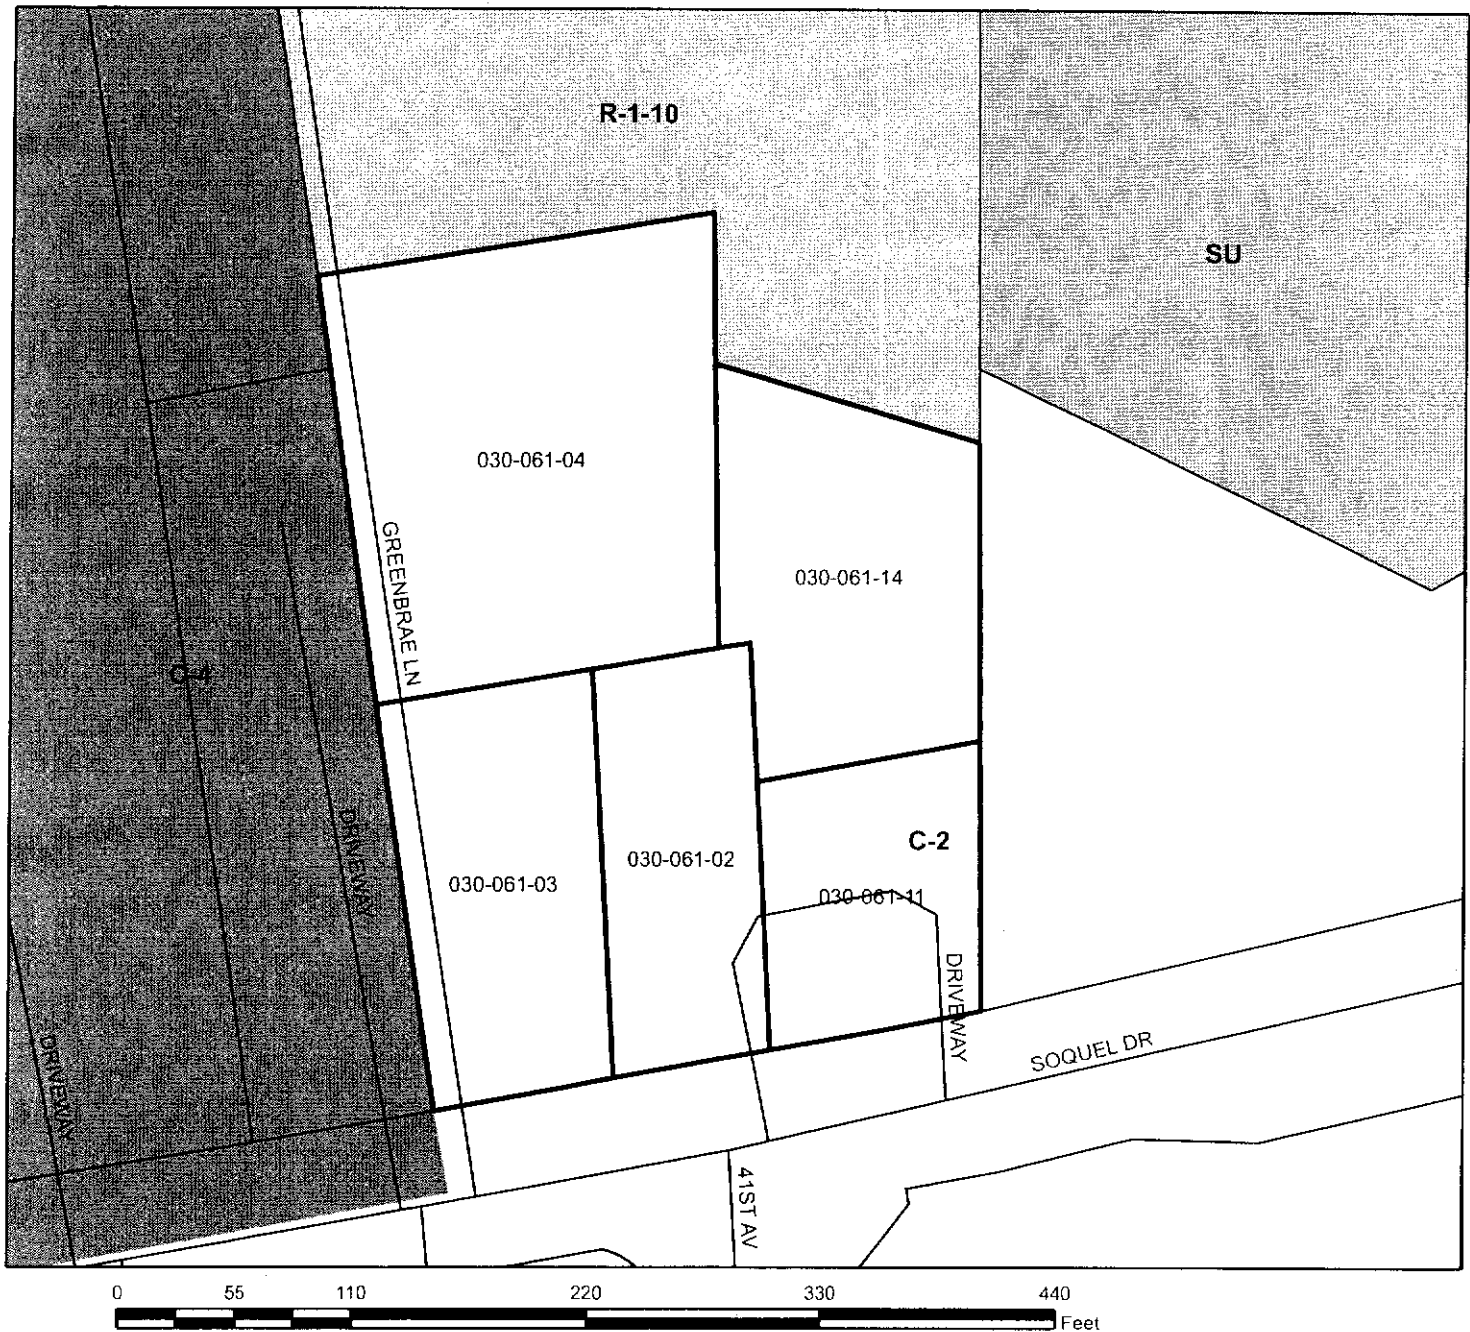 R-1-10
SU
030-061-04
GREENBRAE LN
030-061-14
C-4
DRIVEWAY
C-2
030-061-02
030-061-03
030-061-11
DRIVEWAY
DRIVEWAY
SOQUEL DR
41ST AV
0 55 110 220 330 440
Feet